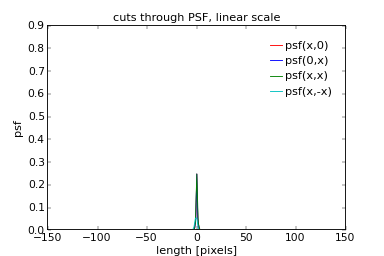 cuts through PSF, linear scale
0.9
0.8
0.7
0.6
0.5
0.4
0.3
0.2
0.1
0.0
psf
psf(x,0)
psf(0,x)
psf(x,x)
psf(x,-x)
−150
−100
−50
0
50
100
150
length [pixels]